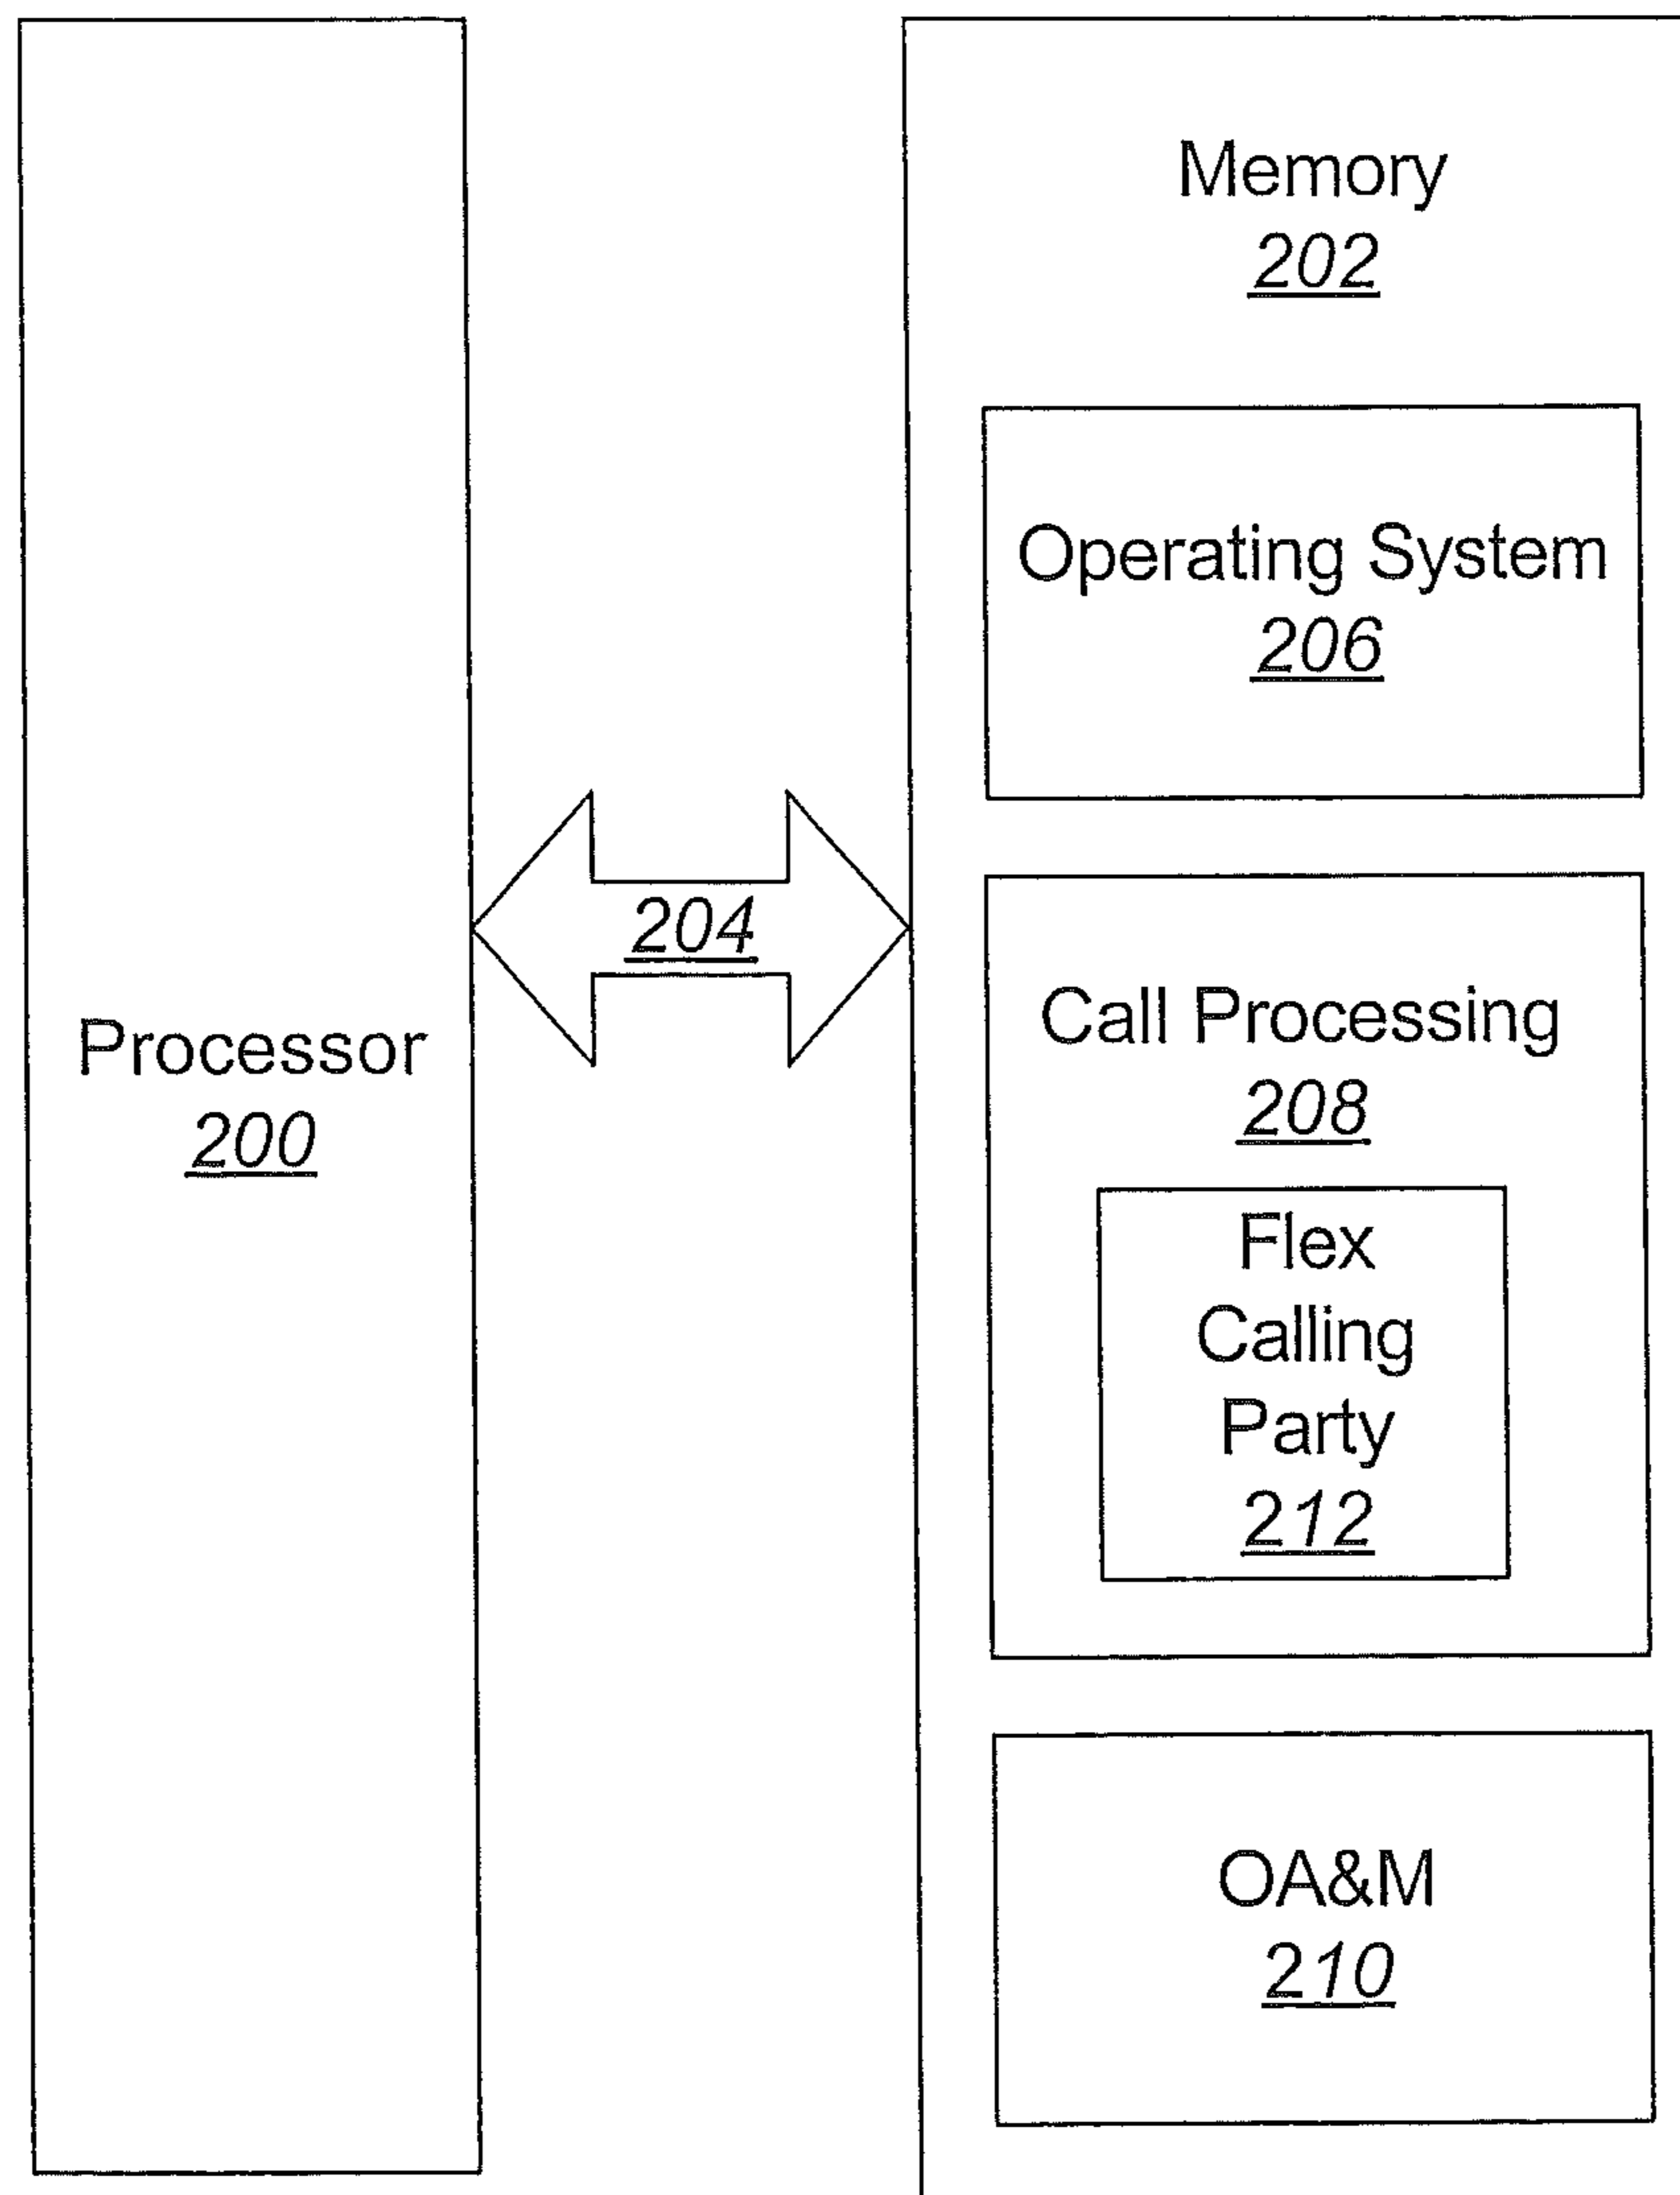 Memory
202
Operating System
206
204
Processor
200
Call Processing
208
Flex
Calling
Party
212
OA&M
210